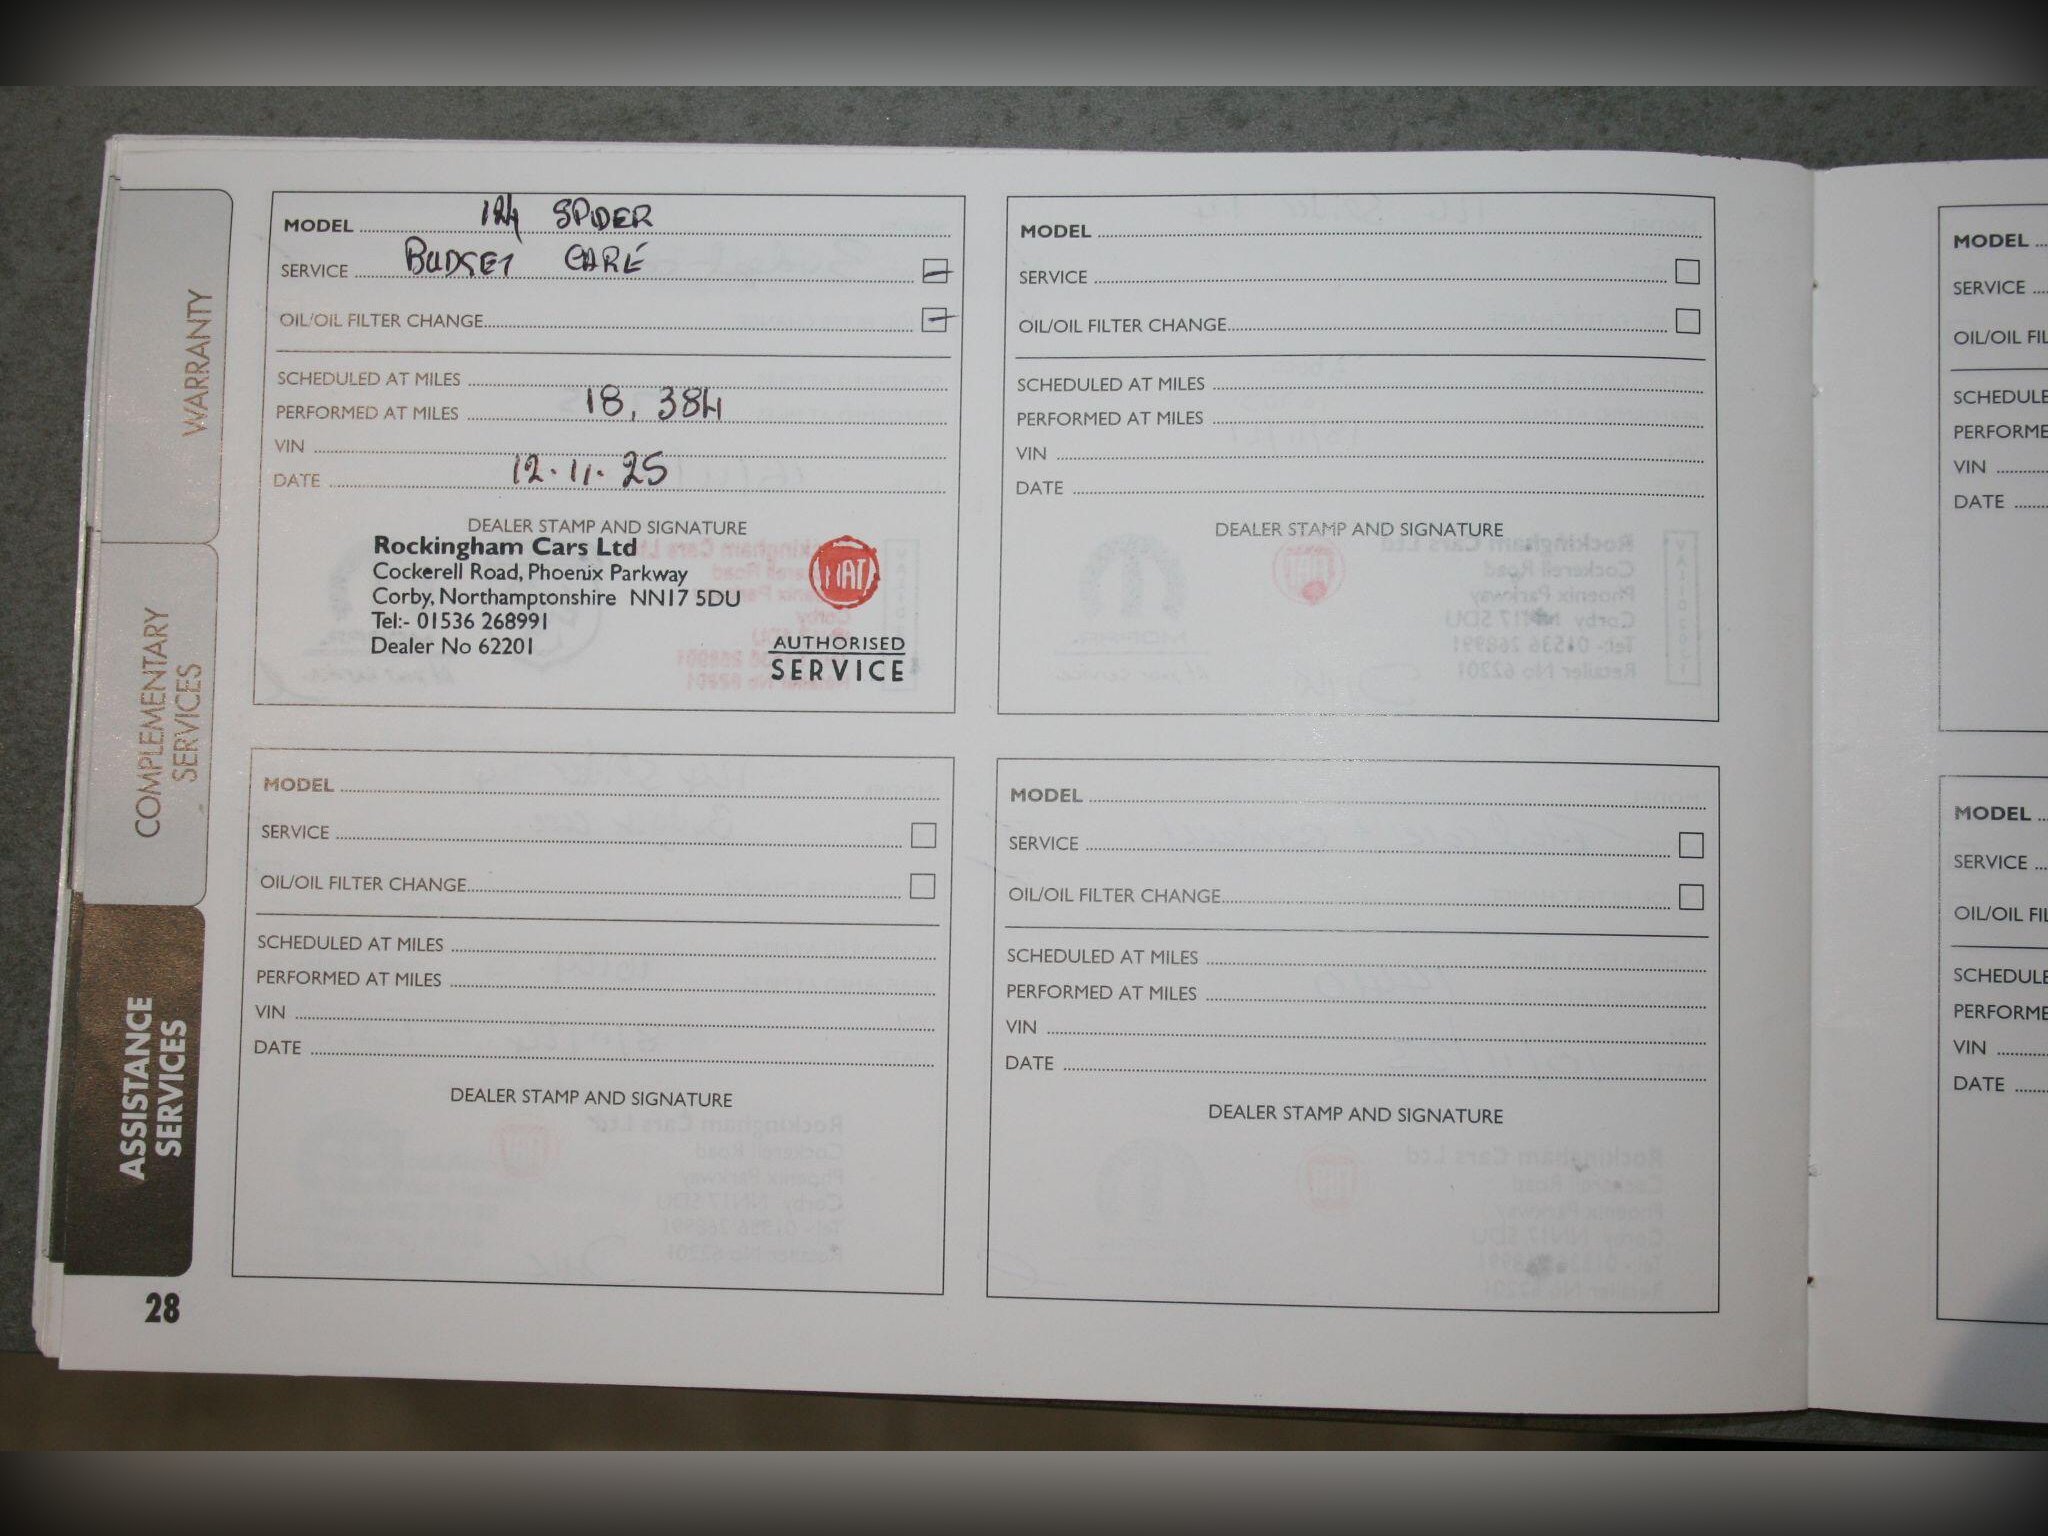 WARRANTY
COMPLEMENTARY
SERVICES
ASSISTANCE
SERVICES
28
MODEL 124 SPIDER
SERVICE BUDGET CARE
OIL/OIL FILTER CHANGE
SCHEDULED AT MILES
PERFORMED AT MILES 18,384
VIN
DATE 12.11.25
DEALER STAMP AND SIGNATURE
Rockingham Cars Ltd
Cockerell Road, Phoenix Parkway
Corby, Northamptonshire NN17 5DU
Tel:- 01536 268991
Dealer No 62201
FIAT
AUTHORISED
SERVICE
MODEL
SERVICE
OIL/OIL FILTER CHANGE
SCHEDULED AT MILES
PERFORMED AT MILES
VIN
DATE
DEALER STAMP AND SIGNATURE
MODEL
SERVICE
OIL/OIL FILTER CHANGE
SCHEDULED AT MILES
PERFORMED AT MILES
VIN
DATE
DEALER STAMP AND SIGNATURE
MODEL
SERVICE
OIL/OIL FILTER CHANGE
SCHEDULED AT MILES
PERFORMED AT MILES
VIN
DATE
DEALER STAMP AND SIGNATURE
MODEL
SERVICE
OIL/OIL FIL
SCHEDULE
PERFORME
VIN
DATE
MODEL
SERVICE
OIL/OIL FIL
SCHEDULE
PERFORME
VIN
DATE